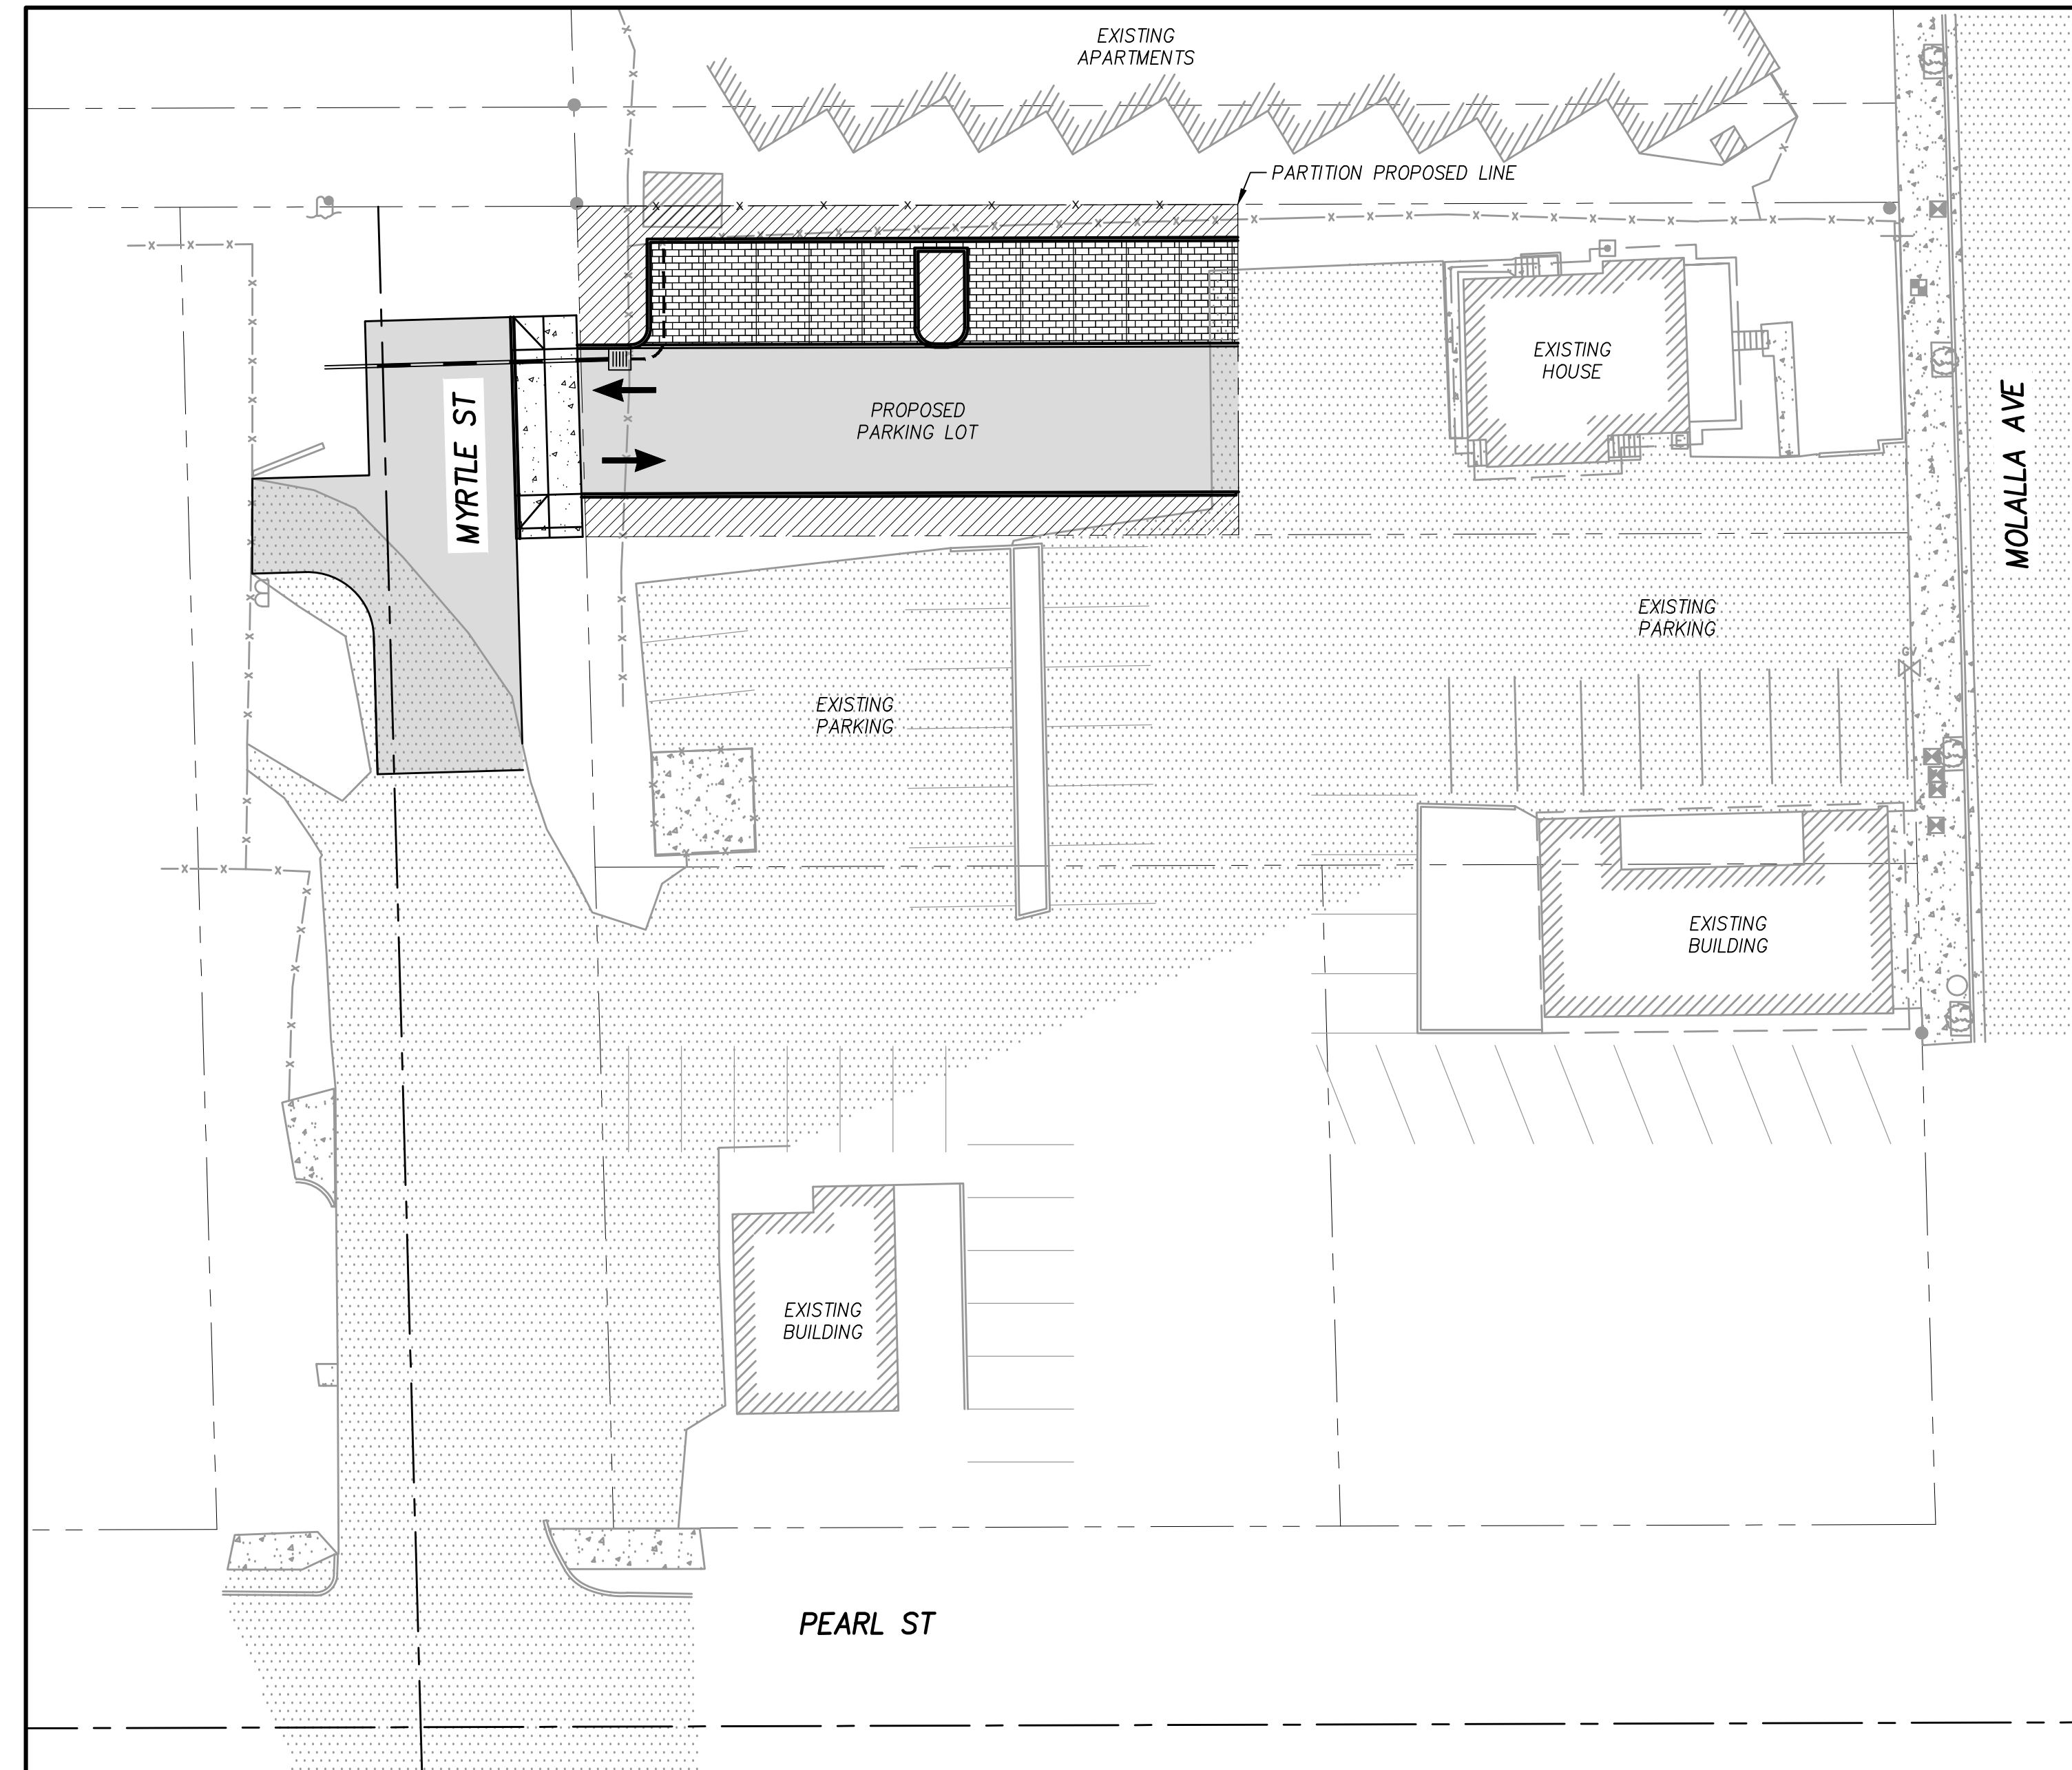 EXISTING
APARTMENTS
PARTITION PROPOSED LINE
EXISTING
HOUSE
PROPOSED
PARKING LOT
MYRTLE ST
MOLALLA AVE
E
EXISTING
PARKING
GV
EXISTING
PARKING
EXISTING
BUILDING
EXISTING
BUILDING
PEARL ST